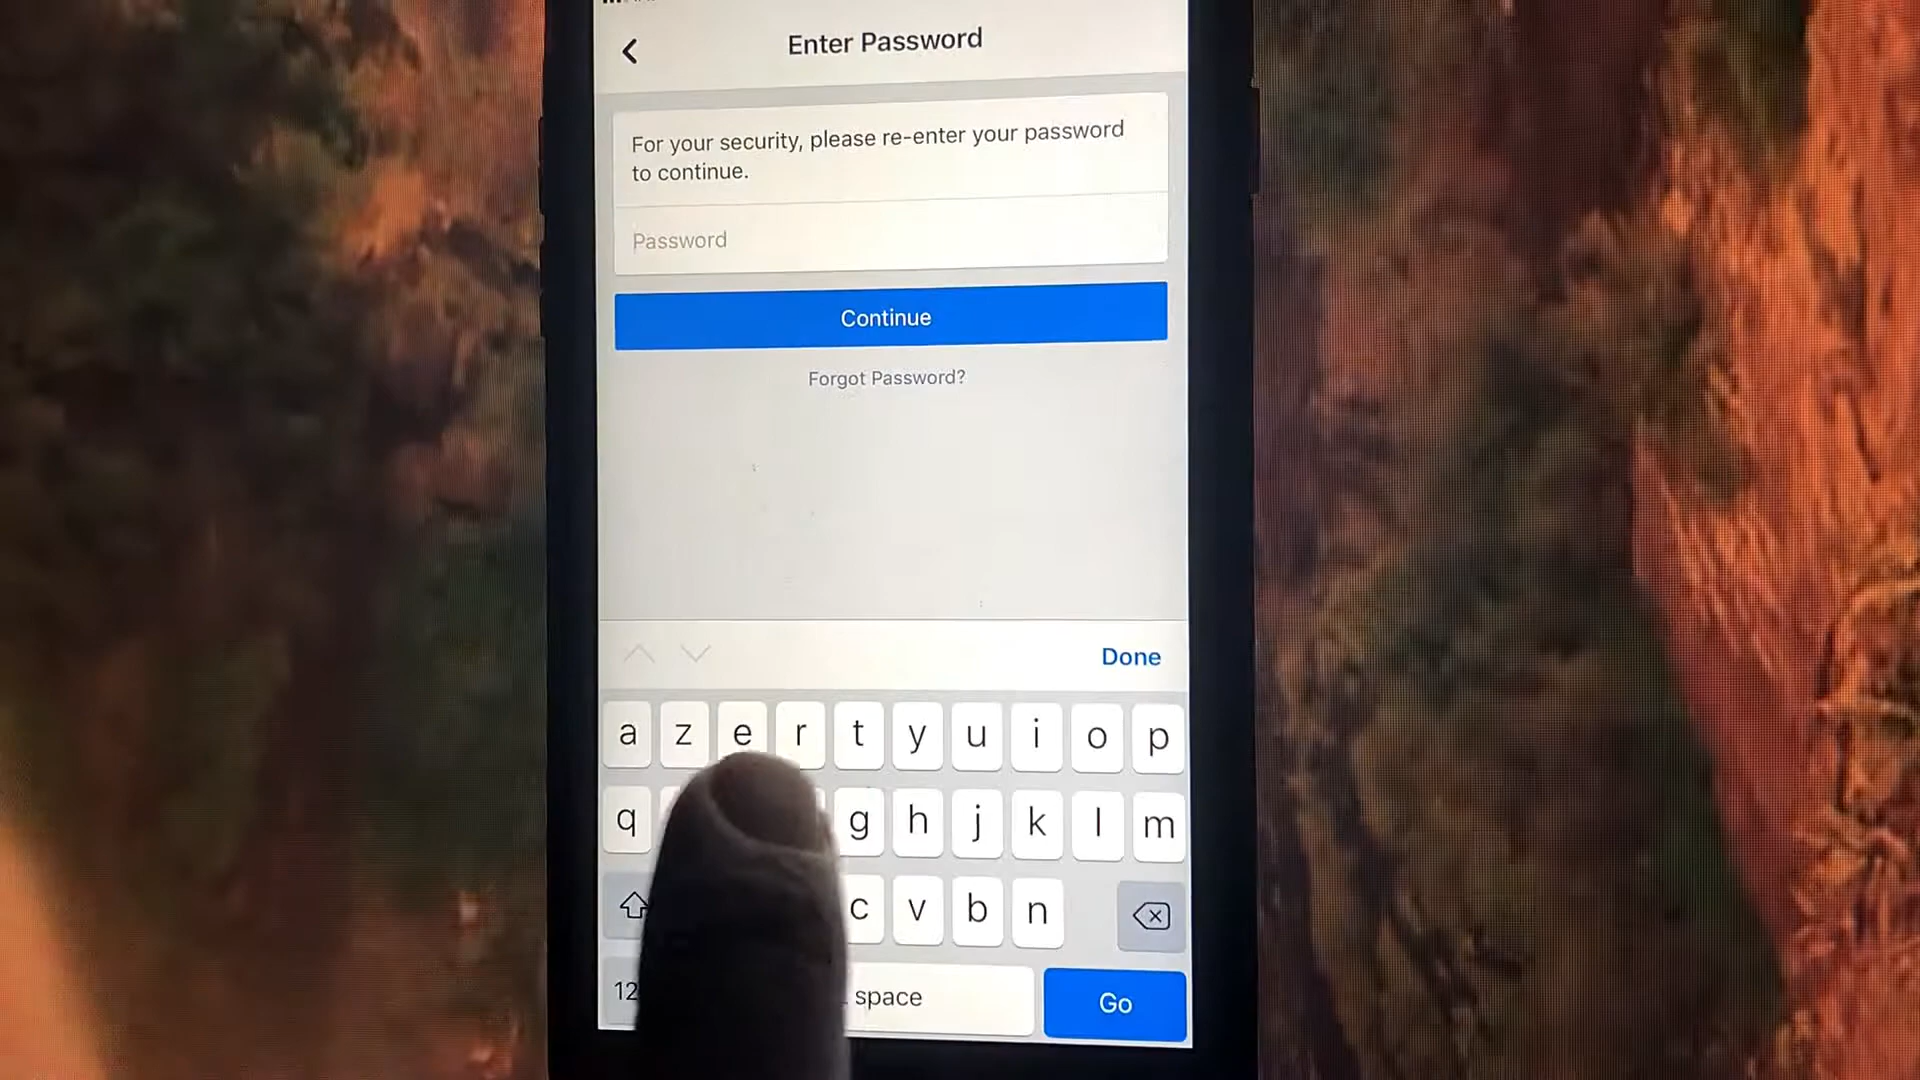 Enter Password
For your security, please re-enter your password
to continue.
Password
Continue
Forgot Password?
Done
a z e r t y u i o p
q g h j k l m
c v b n
12 space Go